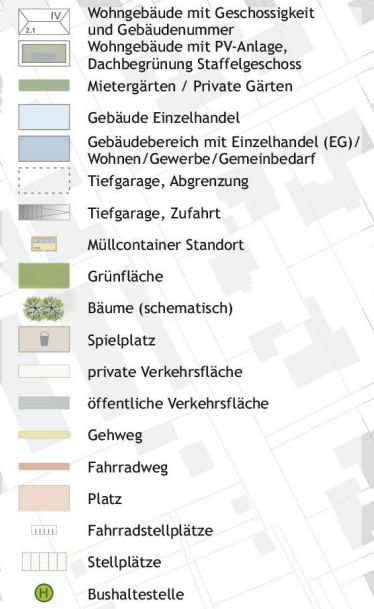 IV
Wohngebäude mit Geschossigkeit
2.1
und Gebäudenummer
Wohngebäude mit PV-Anlage,
Dachbegrünung Staffelgeschoss
Mietergärten / Private Gärten
Gebäude Einzelhandel
Gebäudebereich mit Einzelhandel (EG)/
Wohnen/Gewerbe/Gemeinbedarf
Tiefgarage, Abgrenzung
Tiefgarage, Zufahrt
Müllcontainer Standort
Grünfläche
Bäume (schematisch)
Spielplatz
private Verkehrsfläche
öffentliche Verkehrsfläche
Gehweg
Fahrradweg
Platz
Fahrradstellplätze
Stellplätze
H Bushaltestelle